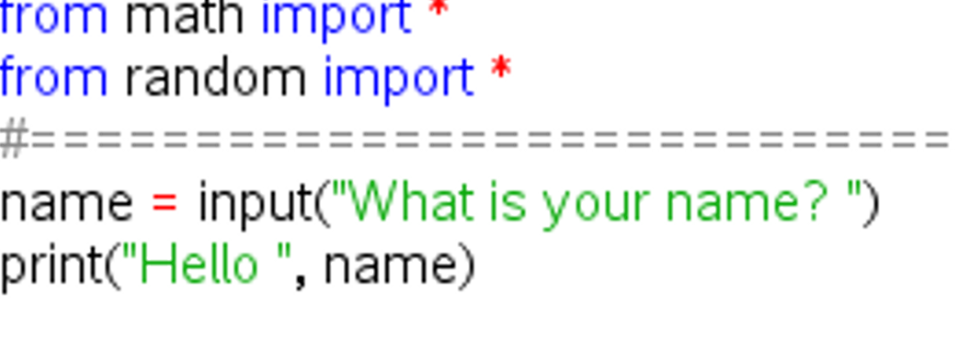 from math import *
from random import *
#=========================
name = input("What is your name? ")
print("Hello ", name)